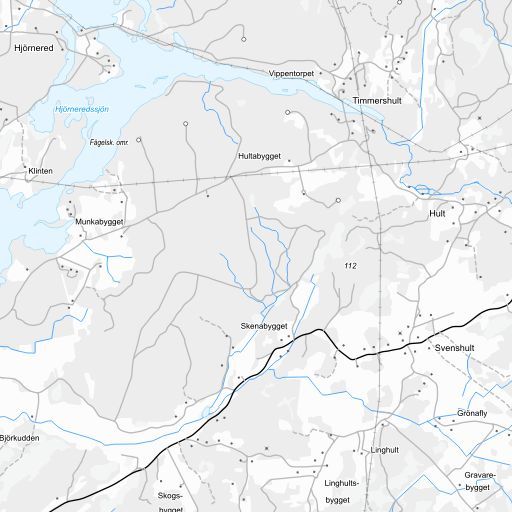 Hjörnered
Vippentorpet
Timmershult
Hjörneredssjön
Fågelsk. omr.
Hultabygget
Klinten
Munkabygget
Hult
112
Skenabygget
Svenshult
Grönafly
Björkudden
Linghult
Gravare-
bygget
Linghults-
bygget
Skogs-
bygget